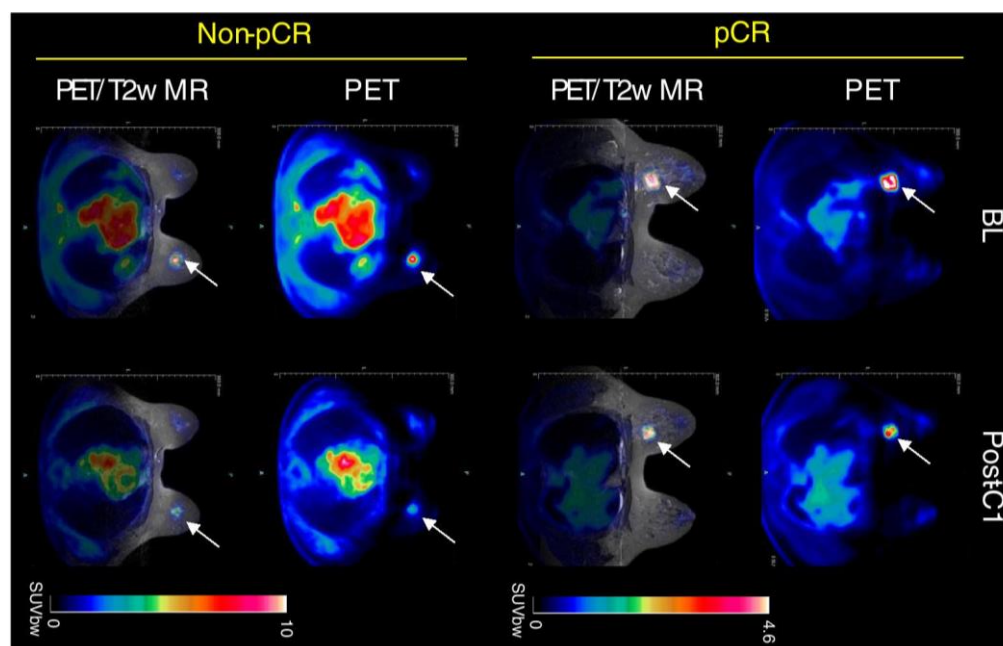 Non-pCR
pCR
PET/T2w MR
PET
PET/T2w MR
PET
BL
PostC1
SUVbw
0
10
SUVbw
0
4.6